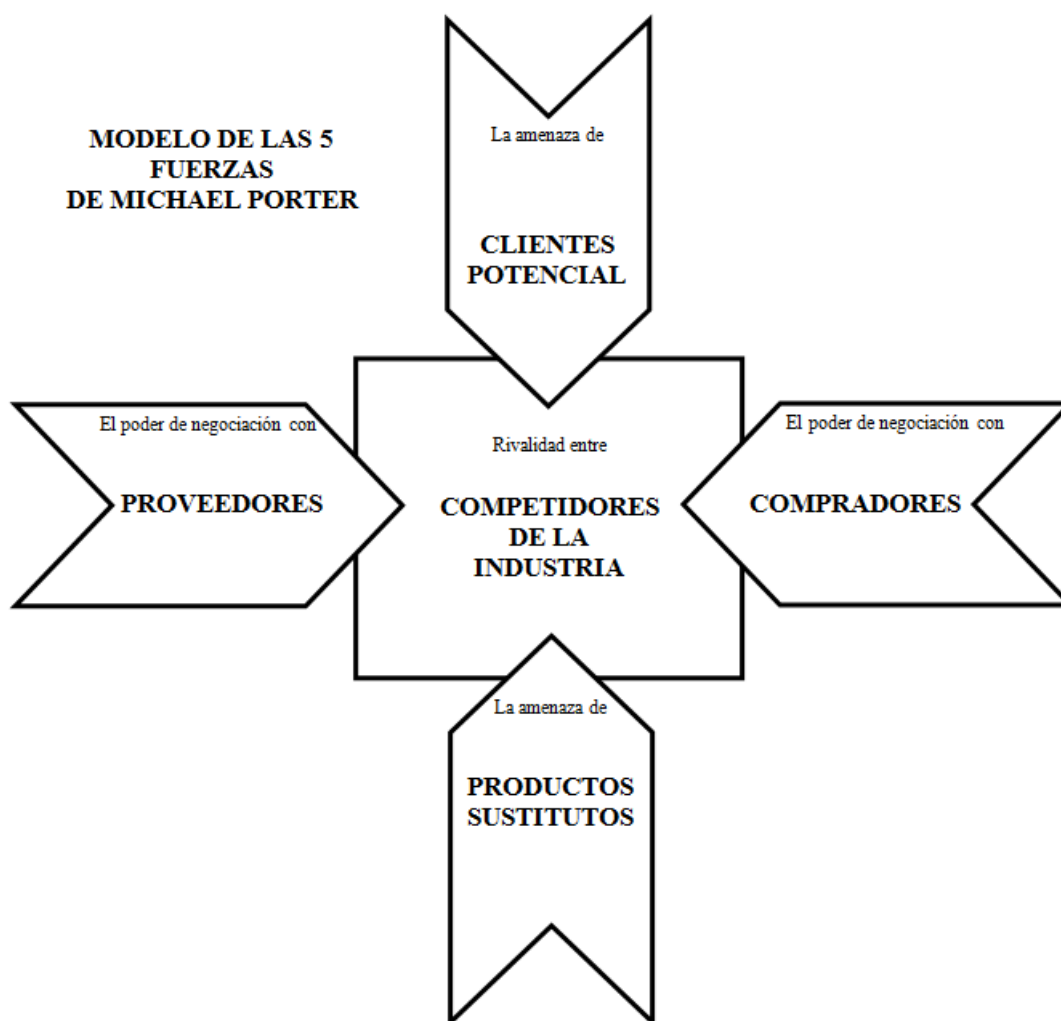 MODELO DE LAS 5
FUERZAS
DE MICHAEL PORTER
La amenaza de
CLIENTES
POTENCIAL
El poder de negociación con
PROVEEDORES
Rivalidad entre
COMPETIDORES
DE LA
INDUSTRIA
El poder de negociación con
COMPRADORES
La amenaza de
PRODUCTOS
SUSTITUTOS